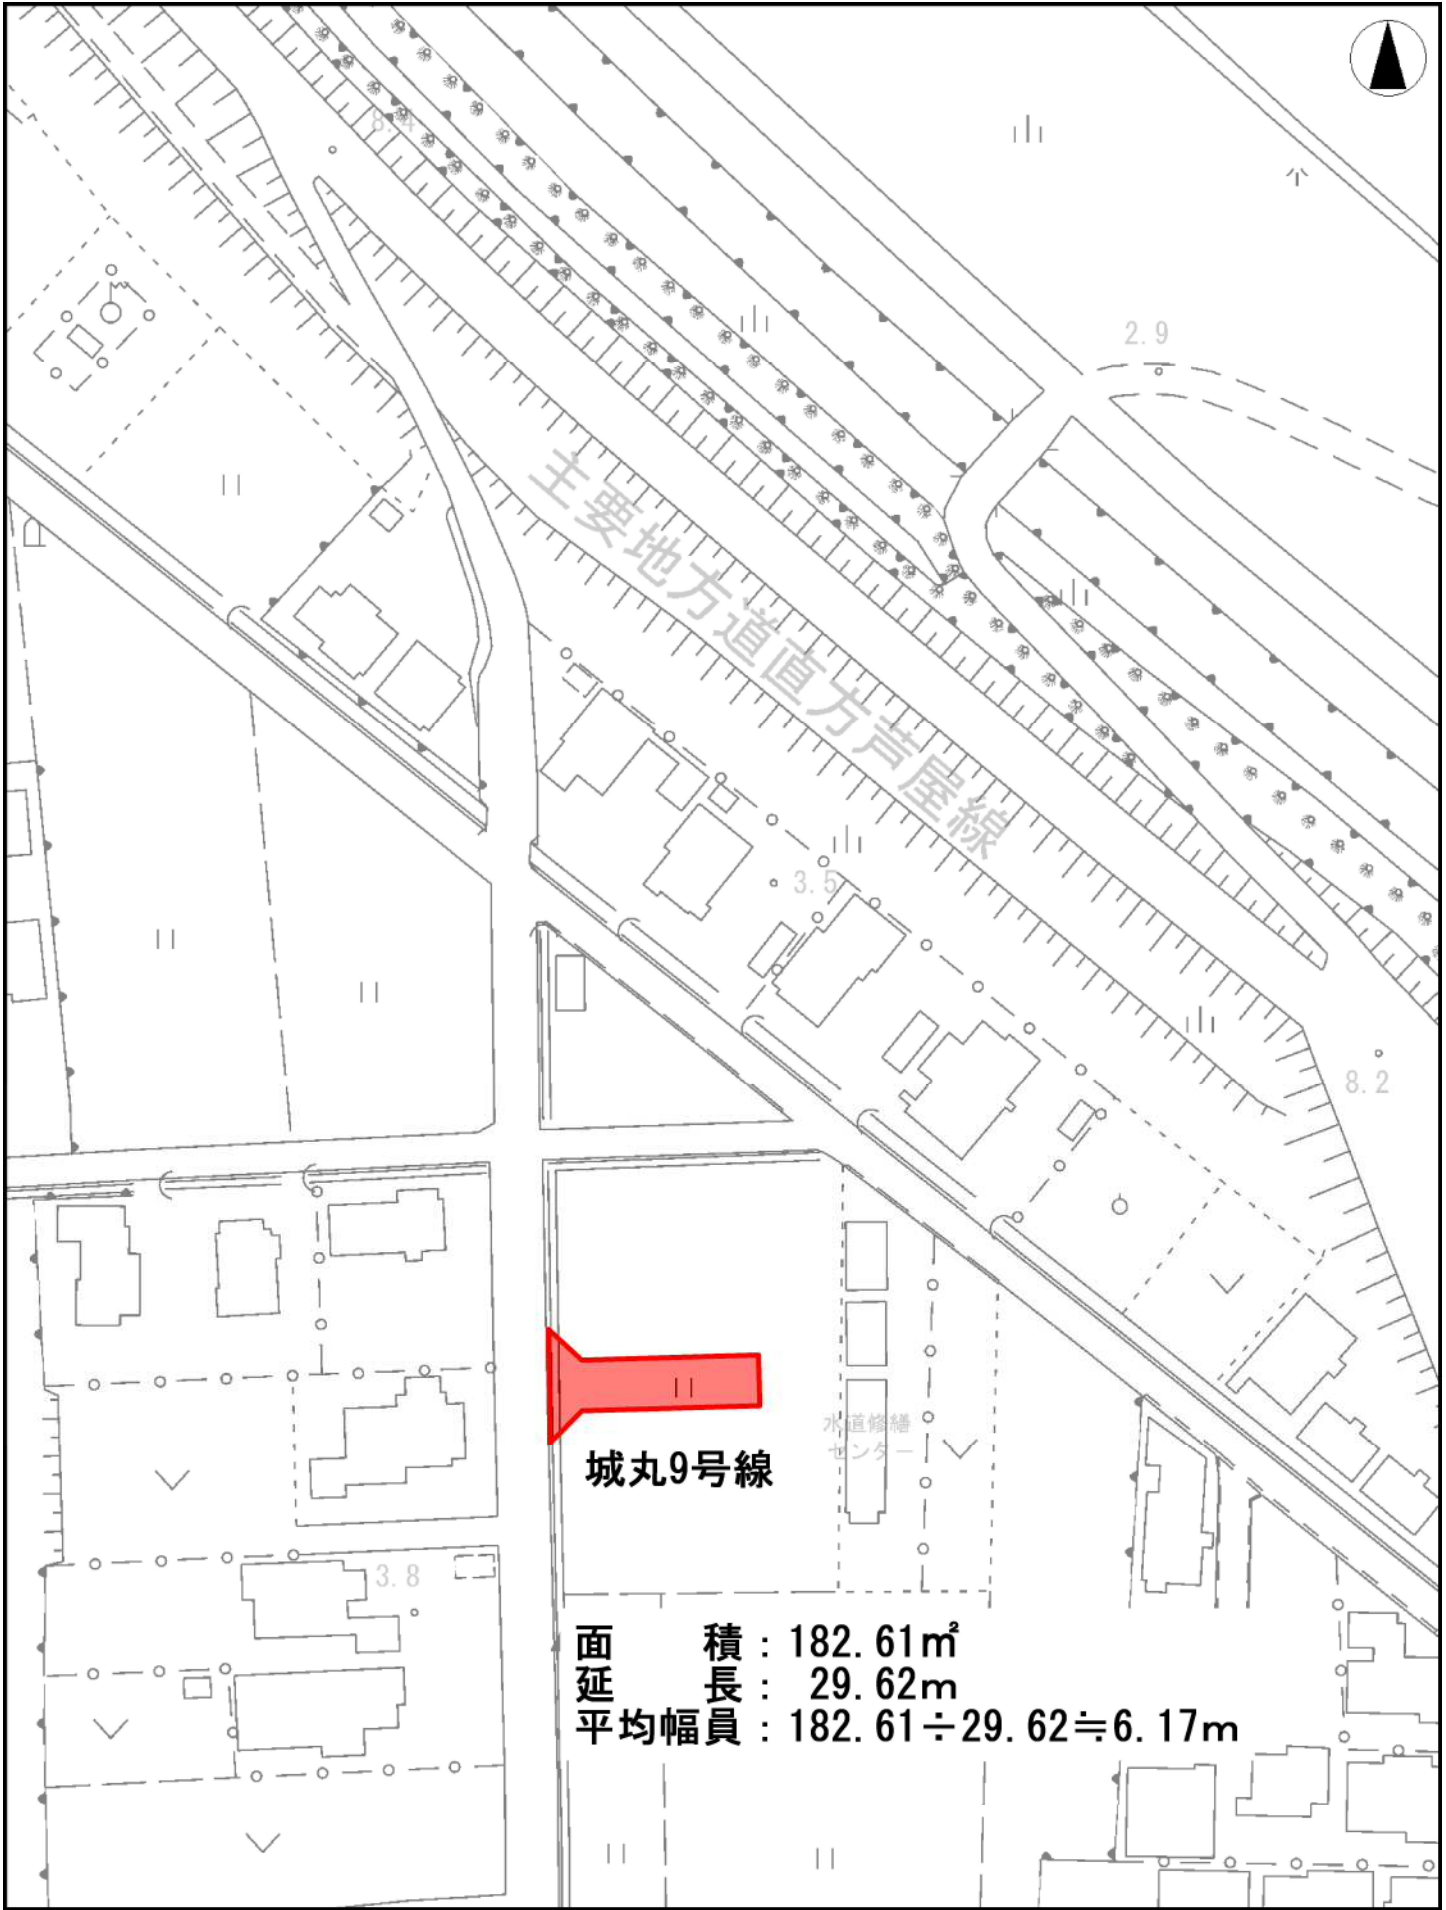 8.4
2.9
主要地方道直方芦屋線
3.5
8.2
水道修繕
センター
城丸9号線
3.8
面　　積：182.61㎡
延　　長： 29.62m
平均幅員：182.61÷29.62≒6.17m